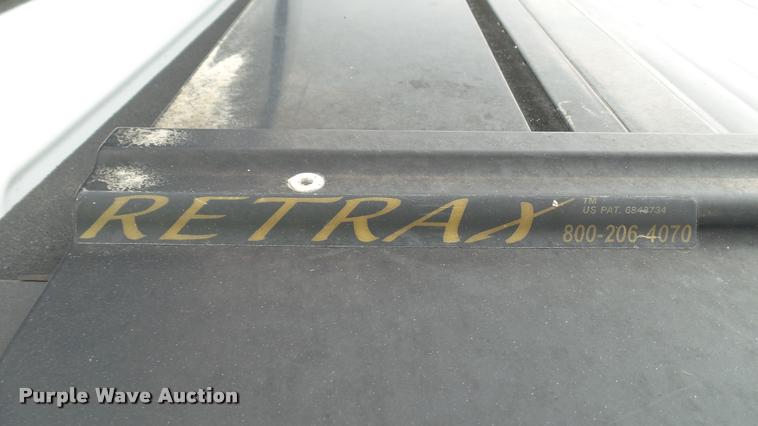 RETRAX
TM
US PAT. 6848734
800-206-4070
Purple Wave Auction